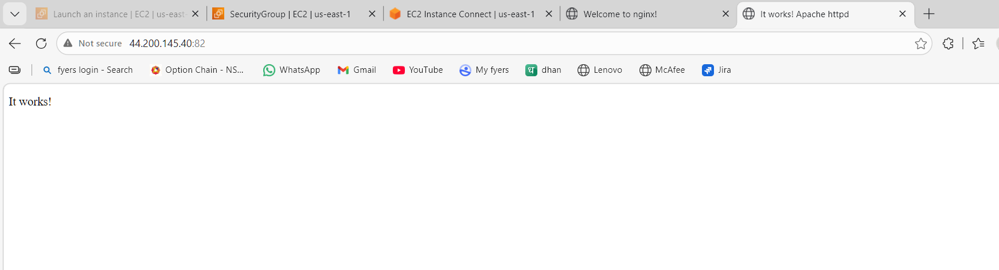 Launch an instance | EC2 | us-east-
SecurityGroup | EC2 | us-east-1
EC2 Instance Connect | us-east-1
Welcome to nginx!
It works! Apache httpd
Not secure 44.200.145.40:82
fyers login - Search
Option Chain - NS...
WhatsApp
Gmail
YouTube
My fyers
ध dhan
Lenovo
McAfee
Jira
It works!